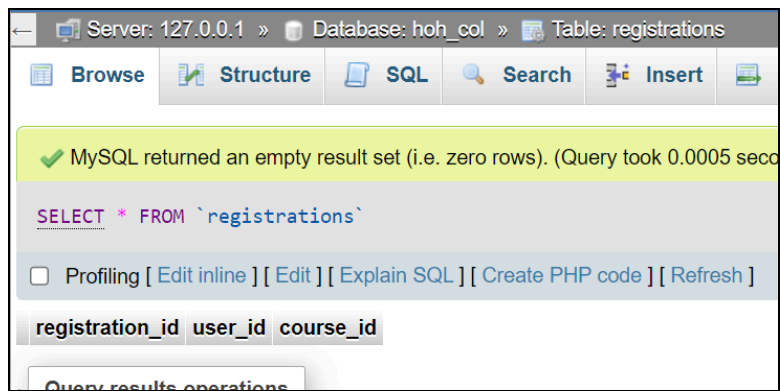 ← Server: 127.0.0.1 » Database: hoh_col » Table: registrations
Browse Structure SQL Search Insert
MySQL returned an empty result set (i.e. zero rows). (Query took 0.0005 seco
SELECT * FROM `registrations`
Profiling [ Edit inline ] [ Edit ] [ Explain SQL ] [ Create PHP code ] [ Refresh ]
registration_id user_id course_id
Query results operations